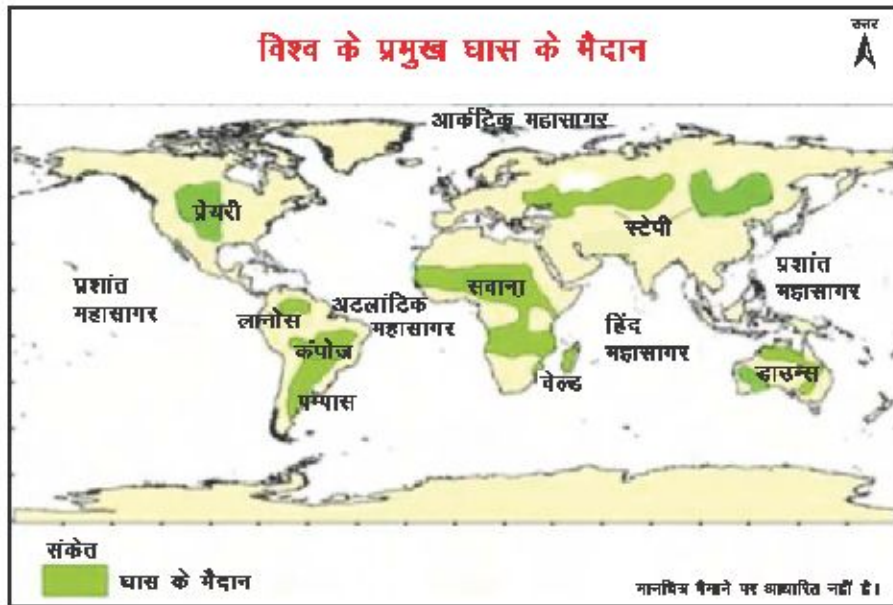 उत्तर
विश्व के प्रमुख घास के मैदान
आर्कटिक महासागर
प्रेयरी
स्टेपी
प्रशांत
महासागर
सवाना
प्रशांत
महासागर
लानोस
अटलांटिक
महासागर
हिंद
महासागर
कंपोज
वेल्ड
डाउन्स
पम्पास
संकेत
घास के मैदान
मानचित्र पैमाने पर आधारित नहीं है।